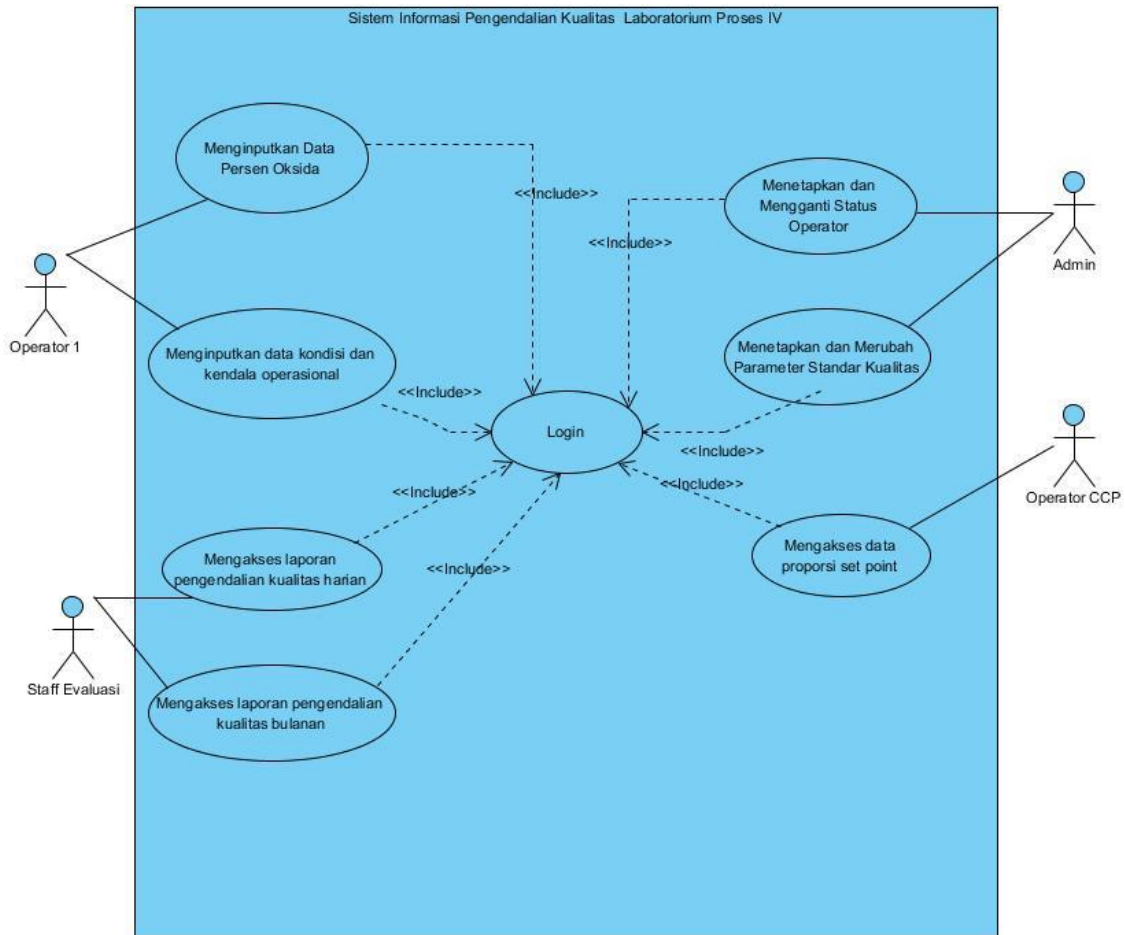 Sistem Informasi Pengendalian Kualitas Laboratorium Proses IV
Menginputkan Data
Persen Oksida
<<Include>>
Menetapkan dan
Mengganti Status
Operator
<<Include>>
Admin
Operator 1
Menginputkan data kondisi dan
kendala operasional
Menetapkan dan Merubah
Parameter Standar Kualitas
<<Include>>
Login
<<Include>>
<<Include>>
<<Include>>
Operator CCP
Mengakses data
proporsi set point
Mengakses laporan
pengendalian kualitas harian
<<Include>>
Staff Evaluasi
Mengakses laporan pengendalian
kualitas bulanan